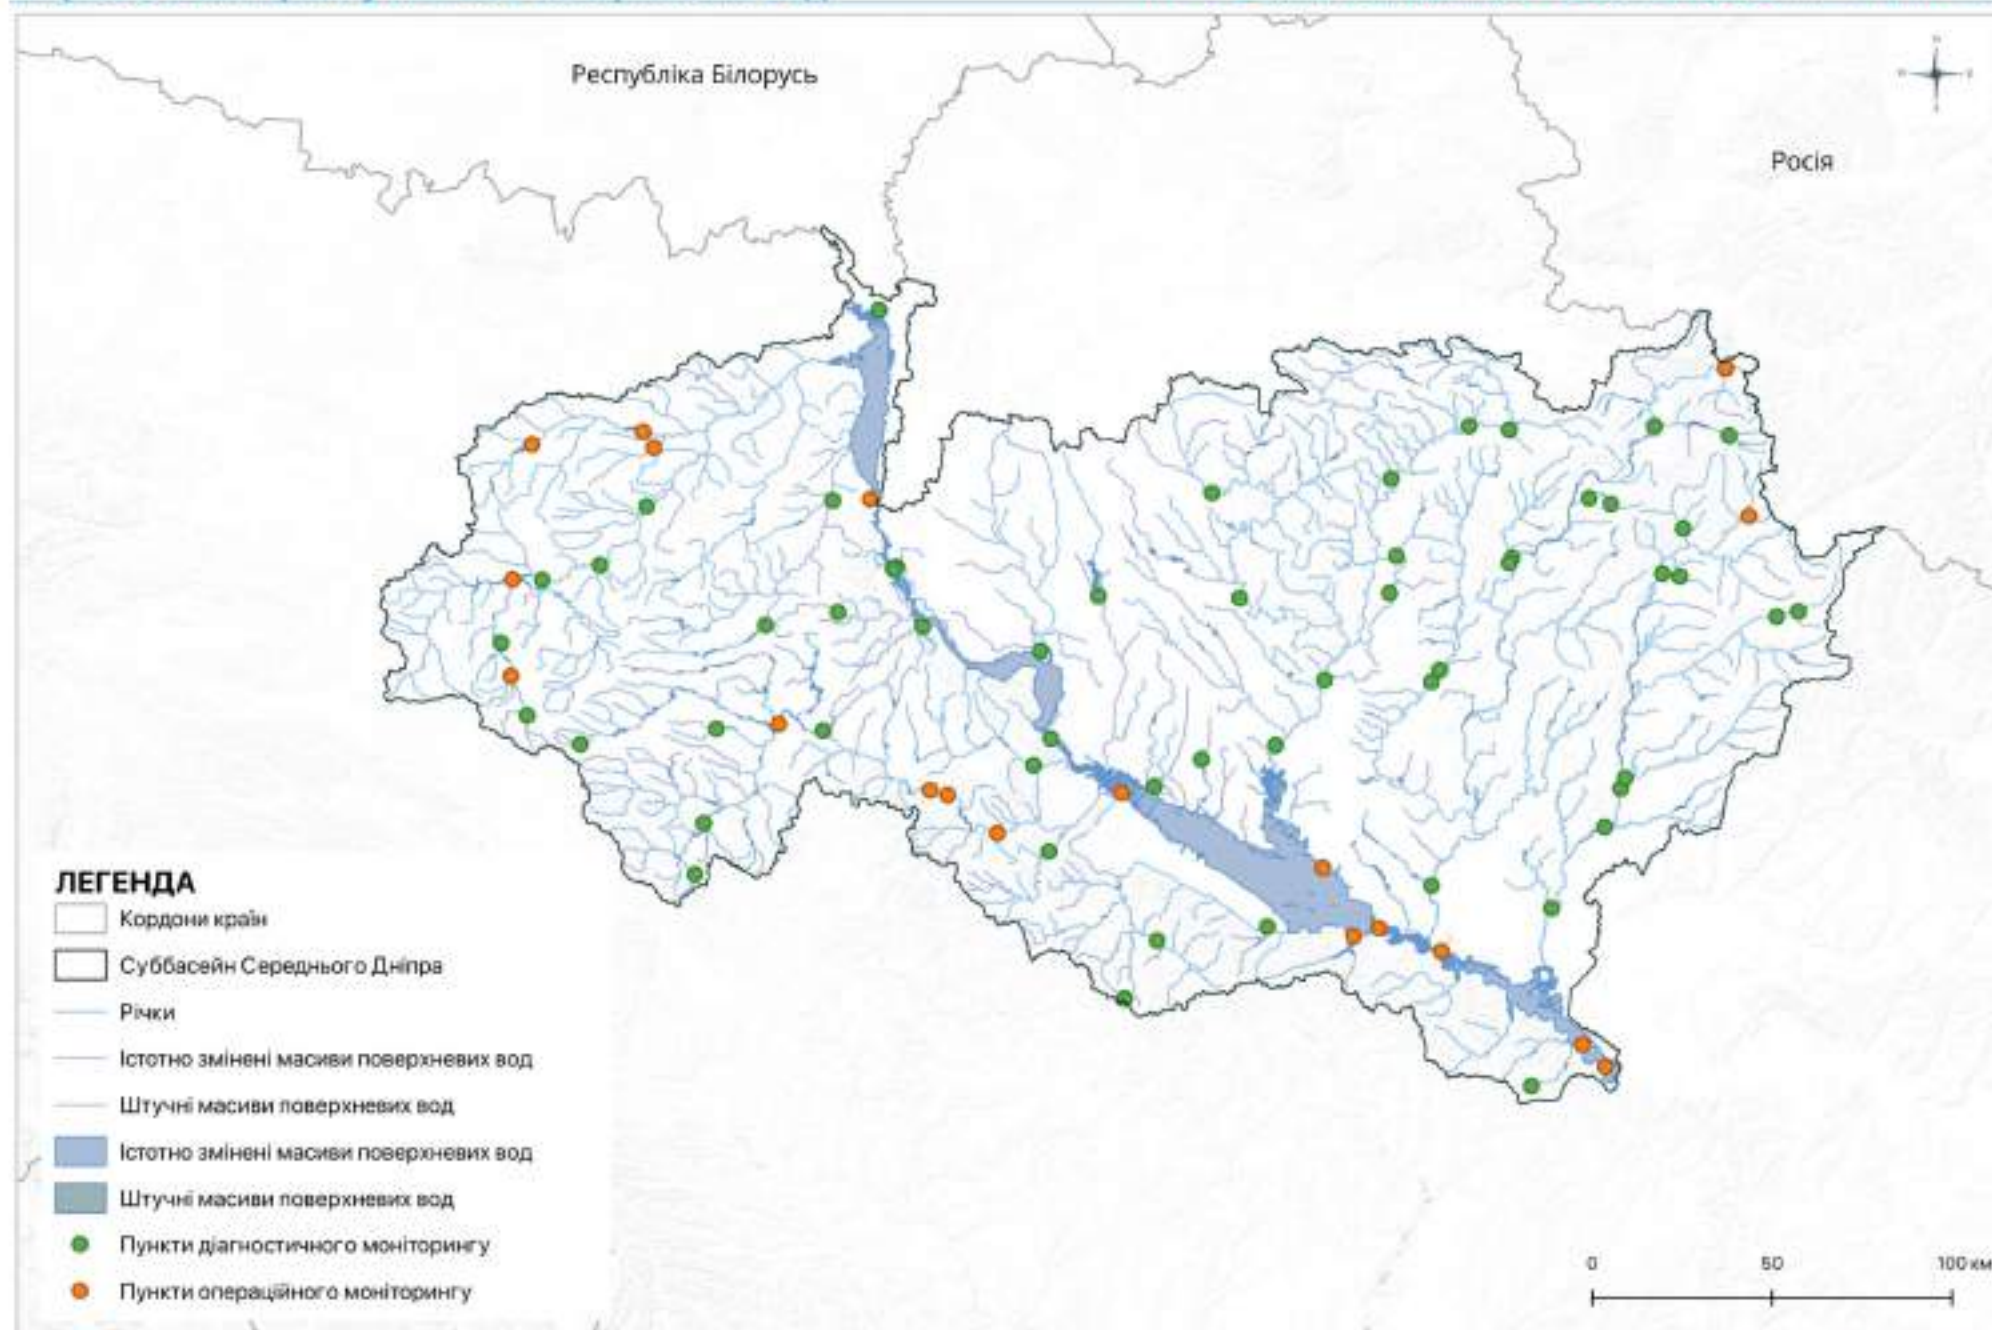 Республіка Білорусь
Росія
ЛЕГЕНДА
Кордони країн
Суббасейн Середнього Дніпра
Річки
Істотно змінені масиви поверхневих вод
Штучні масиви поверхневих вод
Істотно змінені масиви поверхневих вод
Штучні масиви поверхневих вод
Пункти діагностичного моніторингу
Пункти операційного моніторингу
0 50 100 км